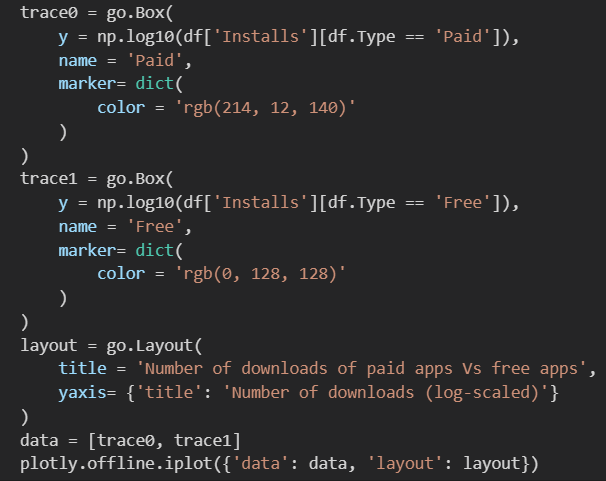 trace0 = go.Box(
    y = np.log10(df['Installs'][df.Type == 'Paid']),
    name = 'Paid',
    marker= dict(
        color = 'rgb(214, 12, 140)'
    )
)
trace1 = go.Box(
    y = np.log10(df['Installs'][df.Type == 'Free']),
    name = 'Free',
    marker= dict(
        color = 'rgb(0, 128, 128)'
    )
)
layout = go.Layout(
    title = 'Number of downloads of paid apps Vs free apps',
    yaxis= {'title': 'Number of downloads (log-scaled)'}
)
data = [trace0, trace1]
plotly.offline.iplot({'data': data, 'layout': layout})